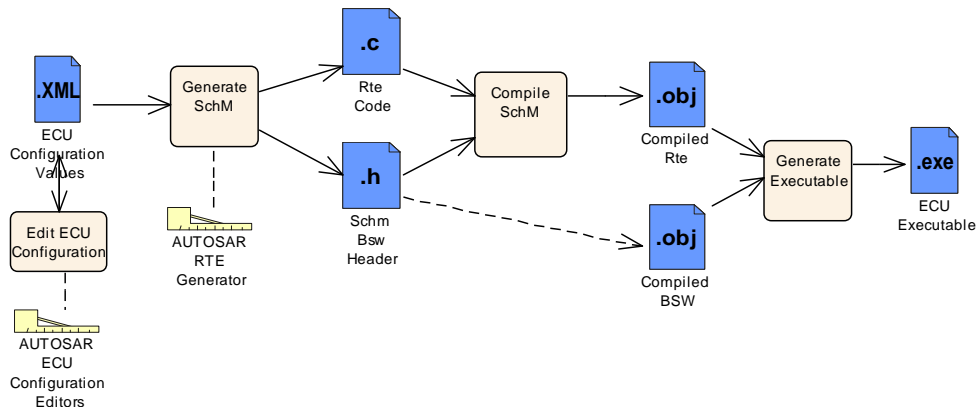 .XML
ECU
Configuration
Values
Edit ECU
Configuration
AUTOSAR
ECU
Configuration
Editors
Generate
SchM
AUTOSAR
RTE
Generator
.c
Rte
Code
.h
Schm
Bsw
Header
Compile
SchM
.obj
Compiled
Rte
.obj
Compiled
BSW
Generate
Executable
.exe
ECU
Executable